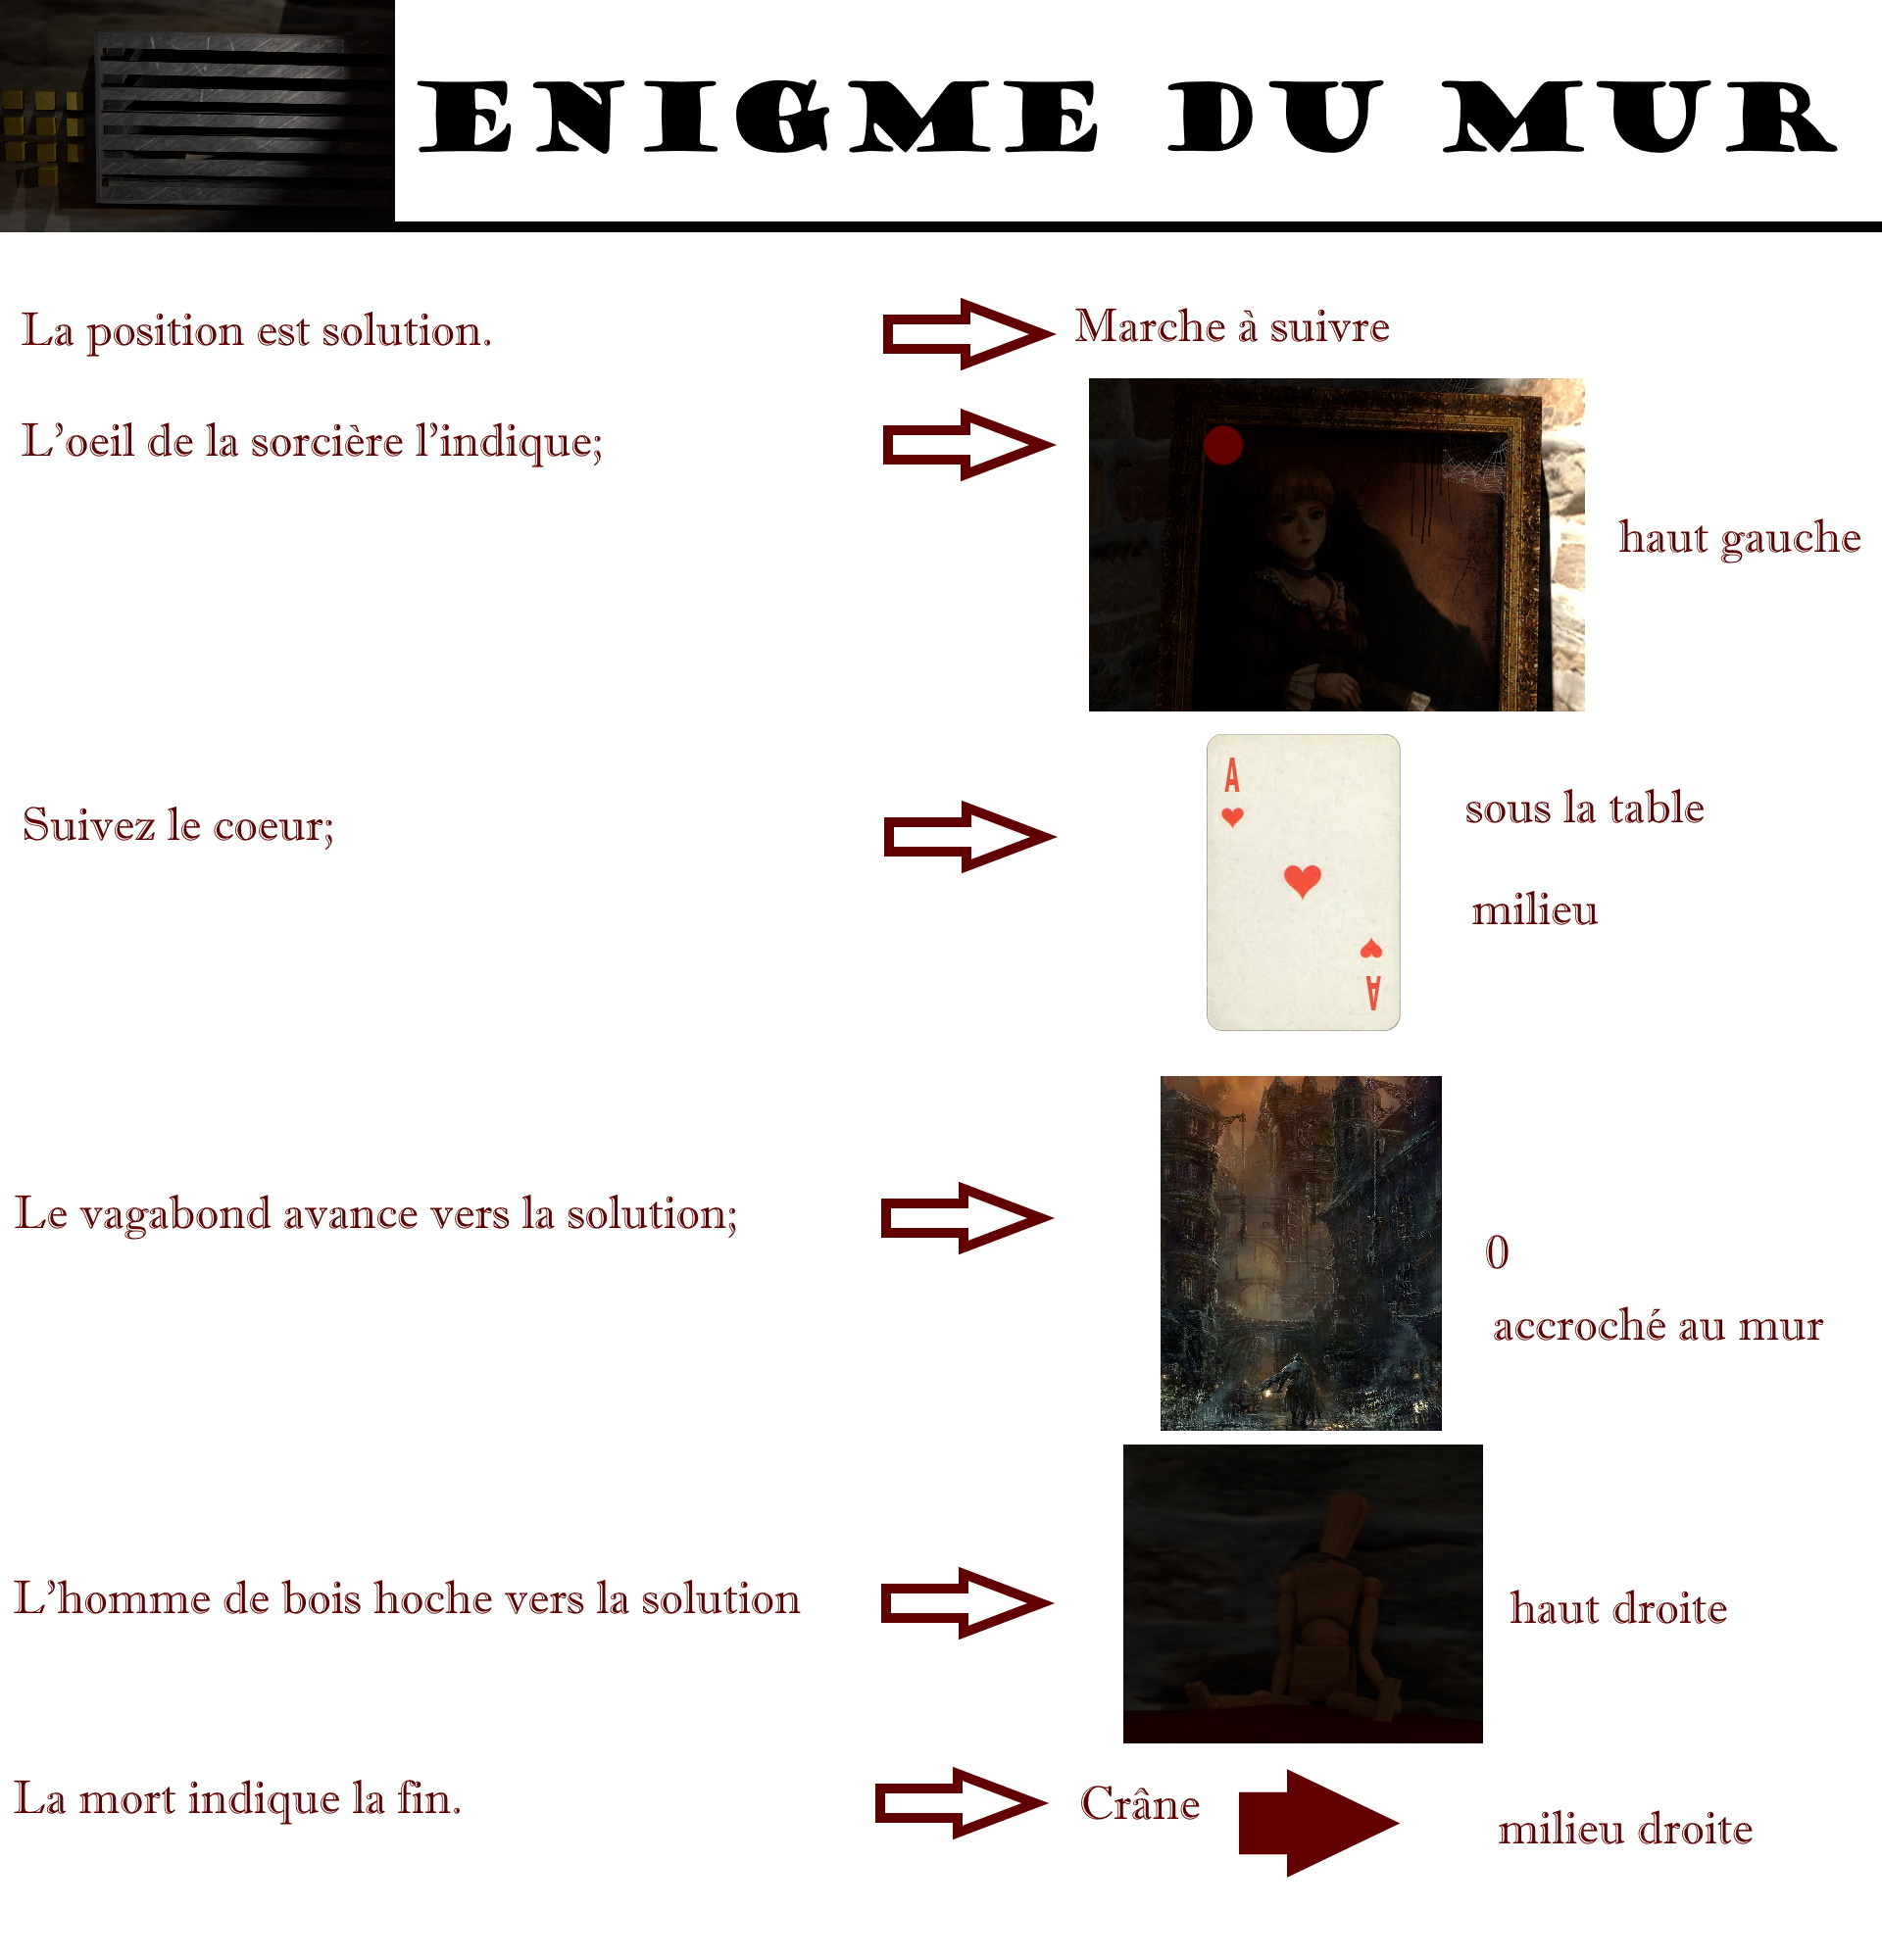 ENIGME DU MUR
La position est solution.
Marche à suivre
L'oeil de la sorcière l'indique;
haut gauche
Suivez le coeur;
A
A
sous la table
milieu
Le vagabond avance vers la solution;
0
accroché au mur
L'homme de bois hoche vers la solution
haut droite
La mort indique la fin.
Crâne
milieu droite